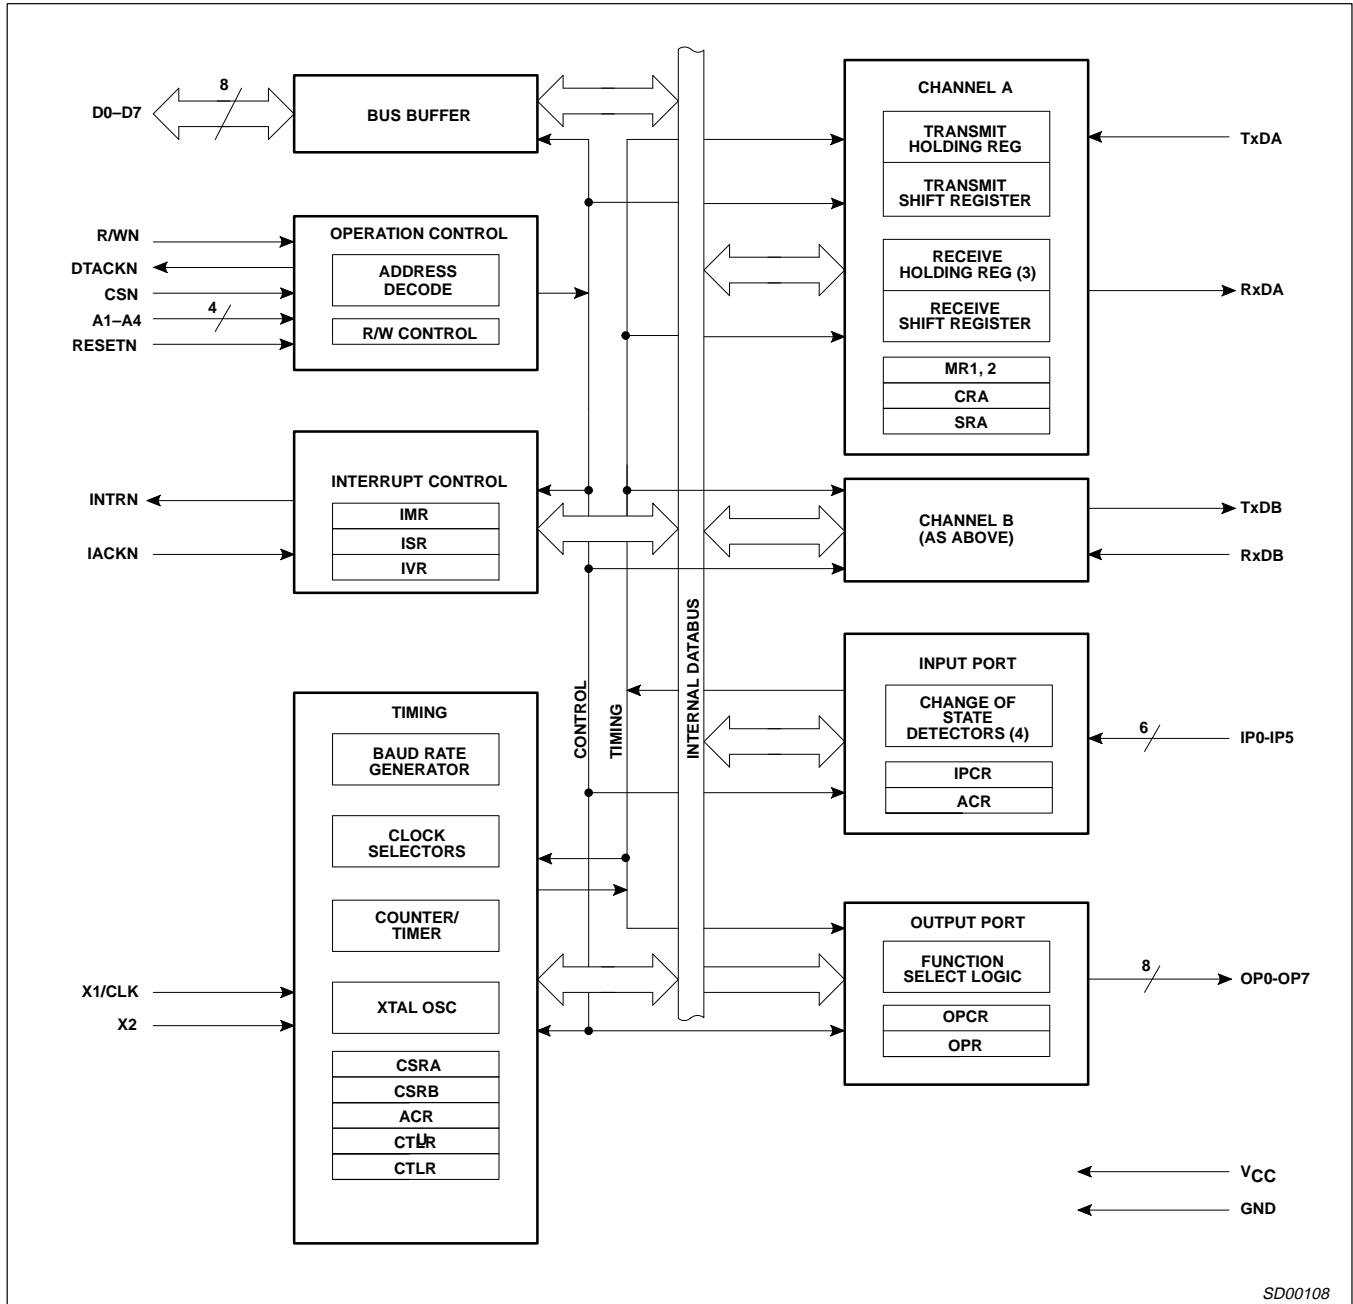 D0–D7
8
BUS BUFFER
R/WN
DTACKN
CSN
A1–A4
4
RESETN
OPERATION CONTROL
ADDRESS
DECODE
R/W CONTROL
INTRN
IACKN
INTERRUPT CONTROL
IMR
ISR
IVR
TIMING
BAUD RATE
GENERATOR
CLOCK
SELECTORS
COUNTER/
TIMER
X1/CLK
X2
XTAL OSC
CSRA
CSRB
ACR
CTLR
CTLR
CONTROL
TIMING
INTERNAL DATABUS
CHANNEL A
TRANSMIT
HOLDING REG
TRANSMIT
SHIFT REGISTER
RECEIVE
HOLDING REG (3)
RECEIVE
SHIFT REGISTER
MR1, 2
CRA
SRA
TxDA
RxDA
CHANNEL B
(AS ABOVE)
TxDB
RxDB
INPUT PORT
CHANGE OF
STATE
DETECTORS (4)
IPCR
ACR
6
IP0-IP5
OUTPUT PORT
FUNCTION
SELECT LOGIC
OPCR
OPR
8
OP0-OP7
VCC
GND
SD00108